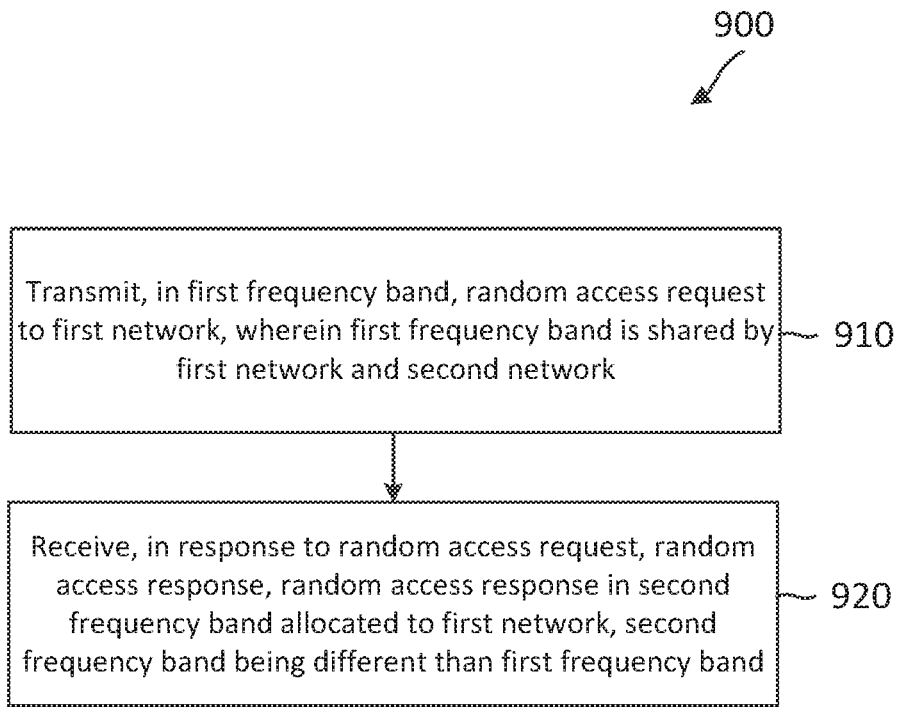 900
Transmit, in first frequency band, random access request
to first network, wherein first frequency band is shared by
first network and second network
910
Receive, in response to random access request, random
access response, random access response in second
frequency band allocated to first network, second
frequency band being different than first frequency band
920